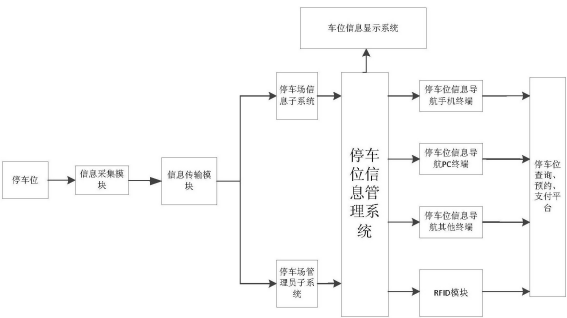 车位信息显示系统
停车位
信息采集模
块
信息传输模
块
停车场信
息子系统
停车场管
理员子系
统
停车
位信
息管
理系
统
停车位信息导
航手机终端
停车位信息导
航PC终端
停车位信息导
航其他终端
RFID模块
停车位
查询、
预约、
支付平
台